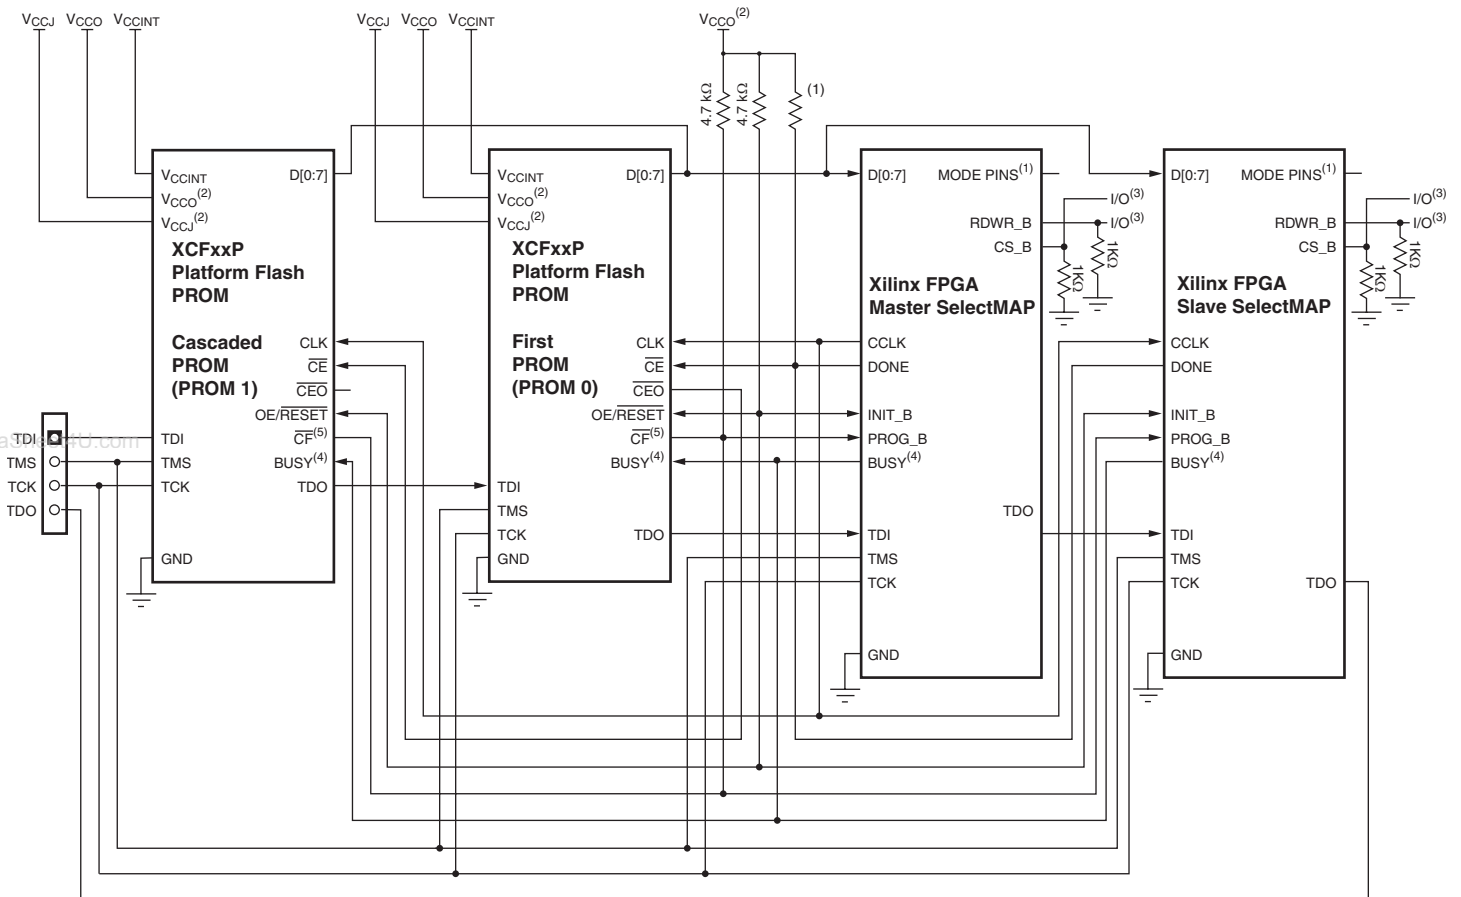 VCCJ VCCO VCCINT
VCCJ VCCO VCCINT
VCCO(2)
4.7 kΩ
4.7 kΩ
(1)
VCCINT
VCCO(2)
VCCJ(2)
D[0:7]
XCFxxP
Platform Flash
PROM
Cascaded
PROM
(PROM 1)
CLK
CE
CEO
OE/RESET
CF(5)
BUSY(4)
TDO
TDI
TMS
TCK
GND
TDI
TMS
TCK
TDO
VCCINT
VCCO(2)
VCCJ(2)
D[0:7]
XCFxxP
Platform Flash
PROM
First
PROM
(PROM 0)
CLK
CE
CEO
OE/RESET
CF(5)
BUSY(4)
TDI
TMS
TCK
GND
TDO
D[0:7]
MODE PINS(1)
RDWR_B
CS_B
I/O(3)
I/O(3)
1KΩ
1KΩ
Xilinx FPGA
Master SelectMAP
CCLK
DONE
INIT_B
PROG_B
BUSY(4)
TDO
TDI
TMS
TCK
GND
D[0:7]
MODE PINS(1)
RDWR_B
CS_B
I/O(3)
I/O(3)
1KΩ
1KΩ
Xilinx FPGA
Slave SelectMAP
CCLK
DONE
INIT_B
PROG_B
BUSY(4)
TDI
TMS
TCK
TDO
GND